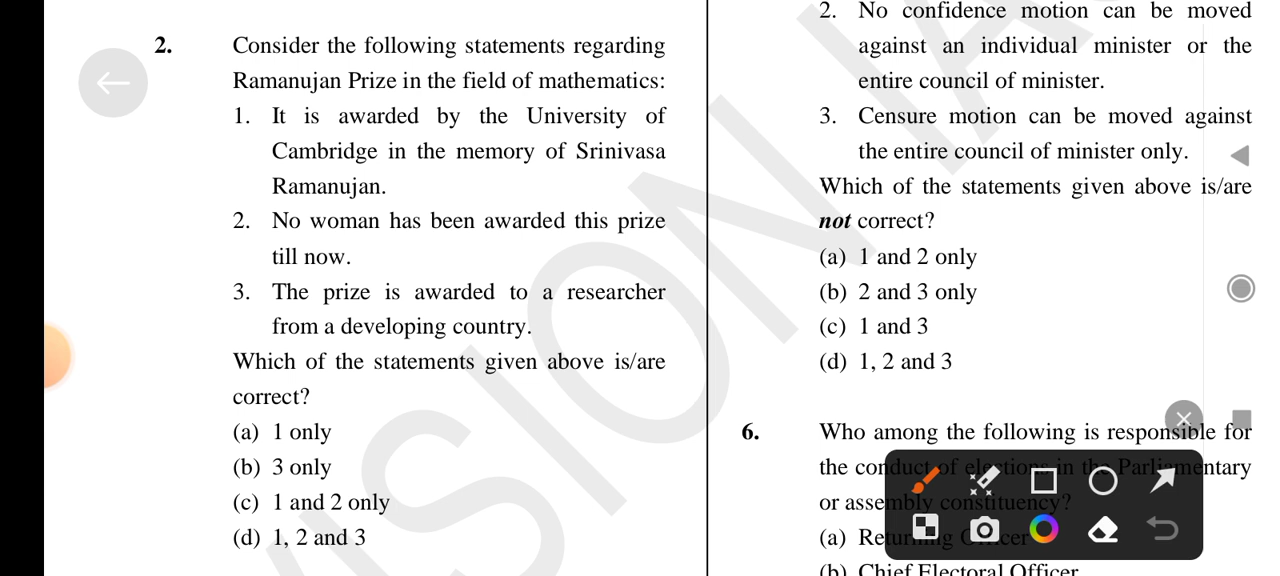 2. Consider the following statements regarding
Ramanujan Prize in the field of mathematics:
1. It is awarded by the University of
Cambridge in the memory of Srinivasa
Ramanujan.
2. No woman has been awarded this prize
till now.
3. The prize is awarded to a researcher
from a developing country.
Which of the statements given above is/are
correct?
(a) 1 only
(b) 3 only
(c) 1 and 2 only
(d) 1, 2 and 3
2. No confidence motion can be moved
against an individual minister or the
entire council of minister.
3. Censure motion can be moved against
the entire council of minister only.
Which of the statements given above is/are
not correct?
(a) 1 and 2 only
(b) 2 and 3 only
(c) 1 and 3
(d) 1, 2 and 3
6. Who among the following is responsible for
the conduct of elections in the Parliamentary
or assembly constituency?
(a) Returning Officer
(b) Chief Electoral Officer
VISION IAS